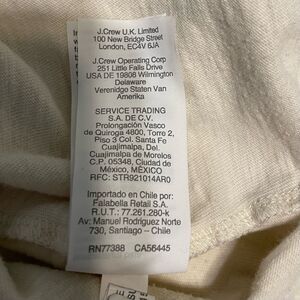 J.Crew U.K. Limited
100 New Bridge Street
London, EC4V 6JA
J.Crew Operating Corp
251 Little Falls Drive
USA DE 19808 Wilmington
Delaware
Verenidge Staten Van
Amerika
SERVICE TRADING
S.A. DE C.V.
Prolongación Vasco
de Quiroga 4800, Torre 2,
Piso 3 Col. Santa Fe
Cuajimalpa, Del.
Cuajimalpa de Morelos
C.P. 05348, Ciudad de
México, MÉXICO
RFC: STR921014AR0
Importado en Chile por:
Falabella Retail S.A.
R.U.T.: 77.261.280-k
Av: Manuel Rodriguez Norte
730, Santiago – Chile
RN77388 CA56445